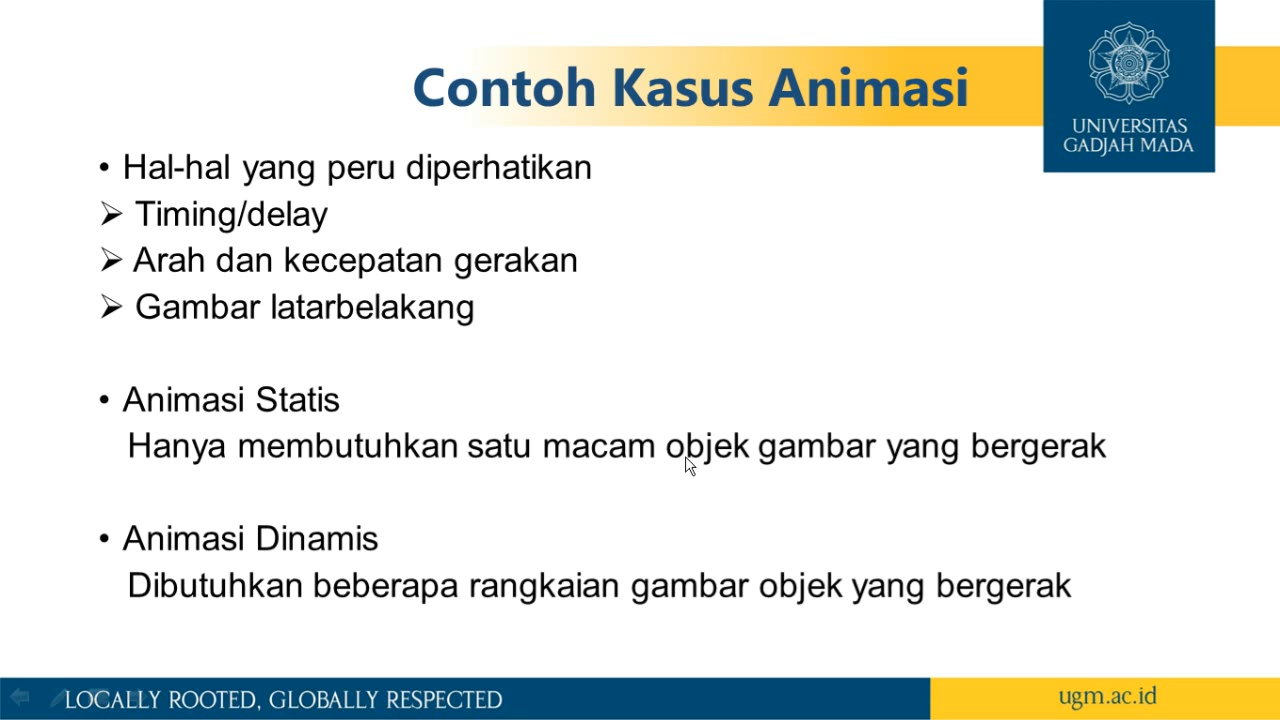 Contoh Kasus Animasi
UNIVERSITAS
GADJAH MADA
• Hal-hal yang peru diperhatikan
➢ Timing/delay
➢ Arah dan kecepatan gerakan
➢ Gambar latarbelakang
• Animasi Statis
Hanya membutuhkan satu macam objek gambar yang bergerak
• Animasi Dinamis
Dibutuhkan beberapa rangkaian gambar objek yang bergerak
LOCALLY ROOTED, GLOBALLY RESPECTED
ugm.ac.id